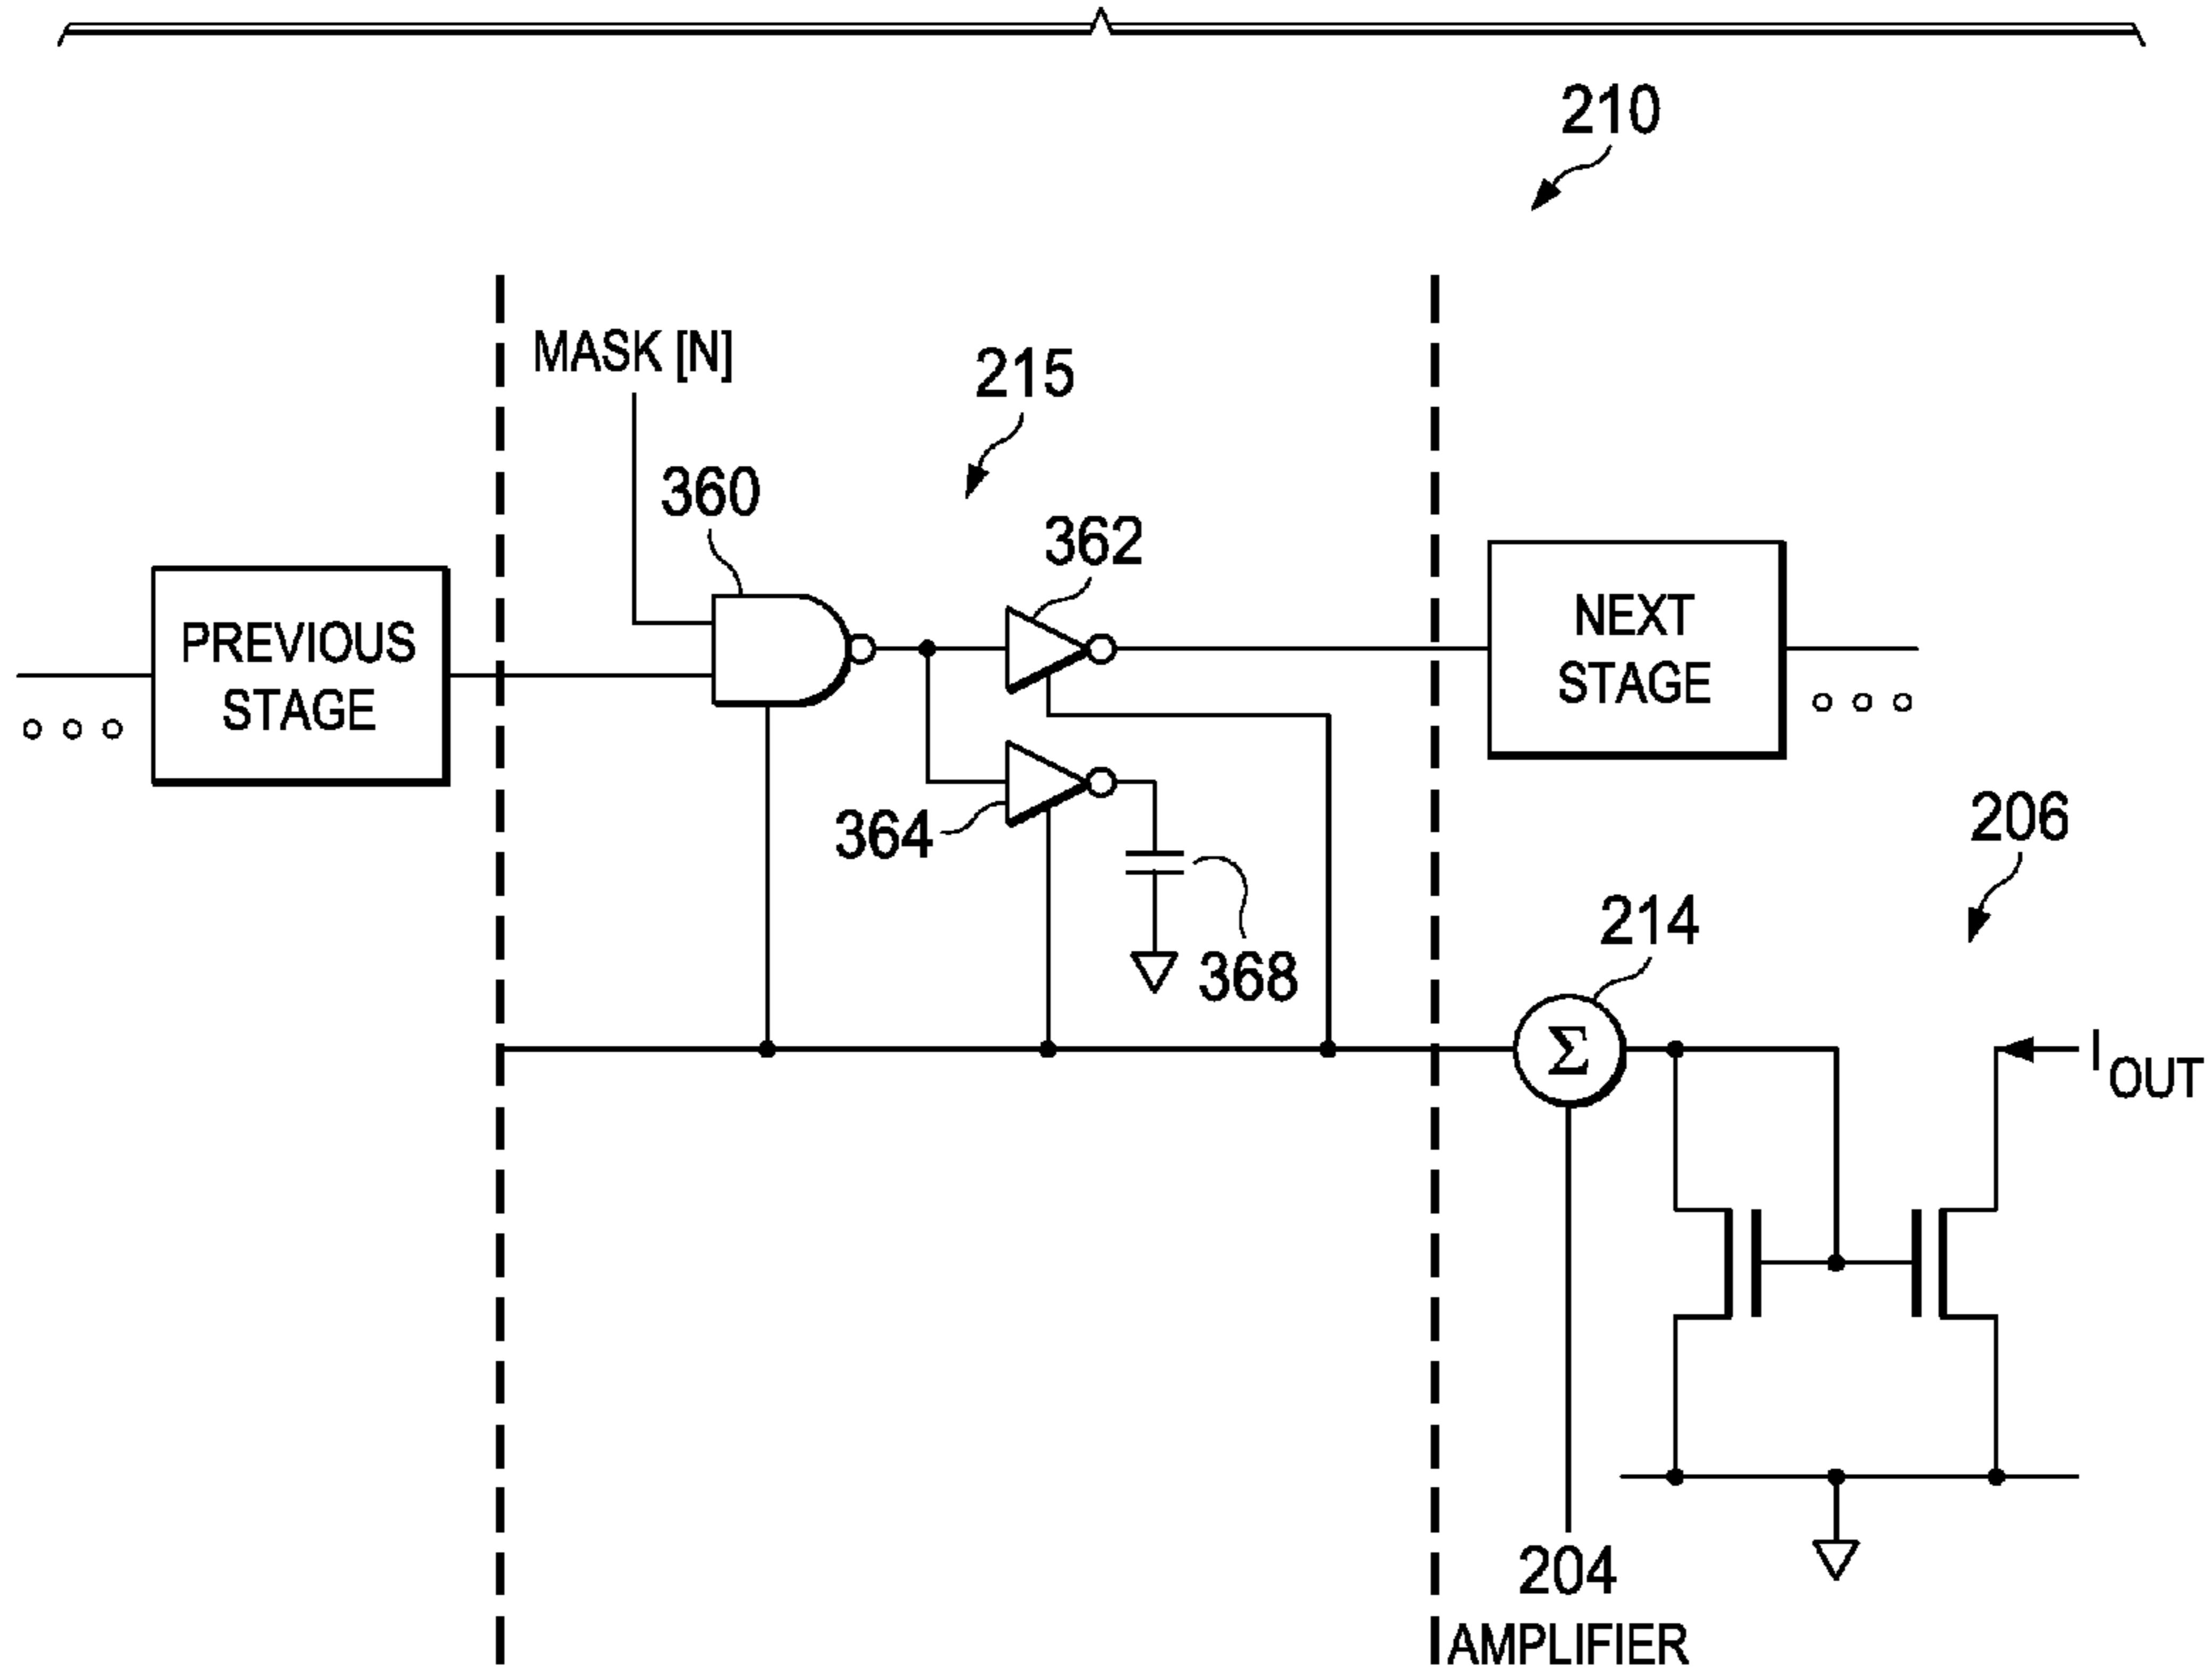 210
MASK [N]
215
360
362
PREVIOUS
STAGE
NEXT
STAGE
364
368
206
214
Σ
I OUT
204
AMPLIFIER